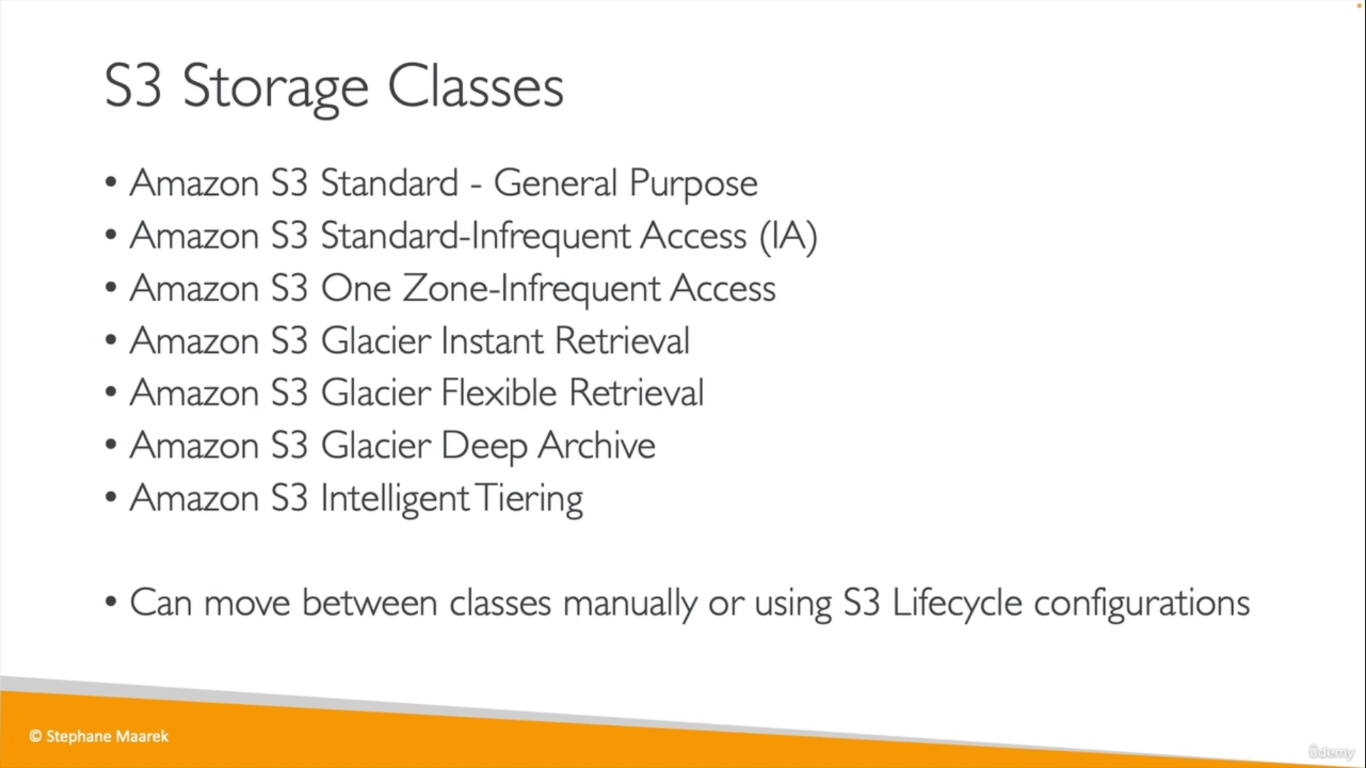 S3 Storage Classes
• Amazon S3 Standard - General Purpose
• Amazon S3 Standard-Infrequent Access (IA)
• Amazon S3 One Zone-Infrequent Access
• Amazon S3 Glacier Instant Retrieval
• Amazon S3 Glacier Flexible Retrieval
• Amazon S3 Glacier Deep Archive
• Amazon S3 Intelligent Tiering
• Can move between classes manually or using S3 Lifecycle configurations
© Stephane Maarek
ûdemy